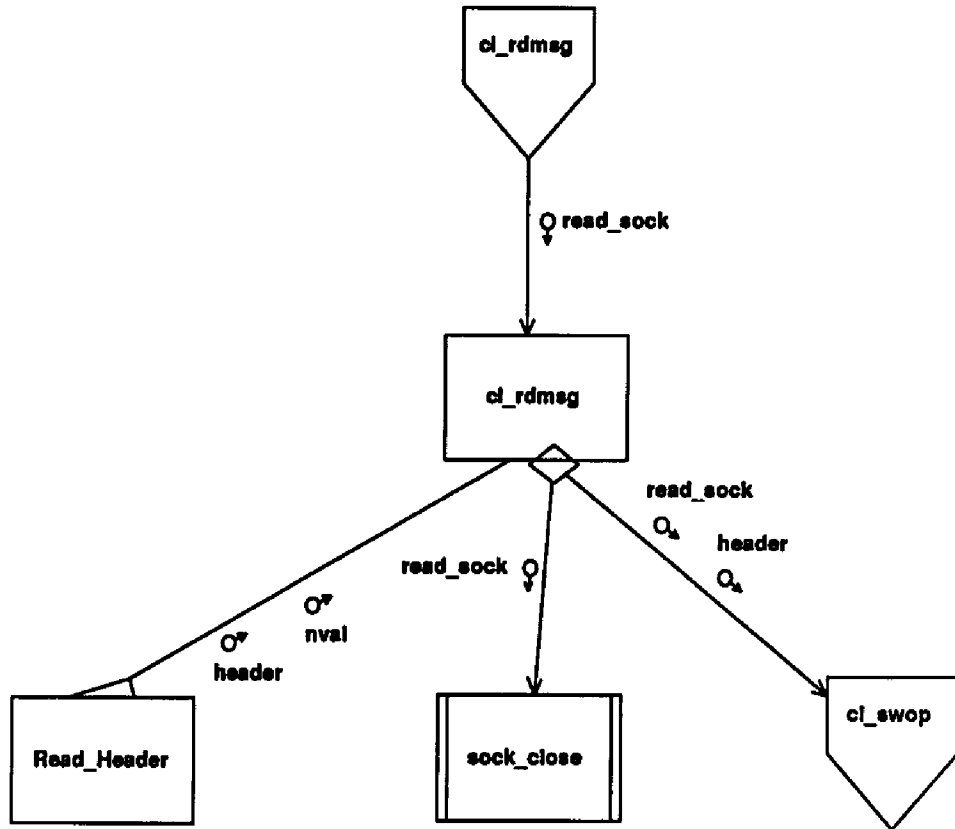 cl_rdmsg
read_sock
cl_rdmsg
read_sock
header
read_sock
nval
header
Read_Header
sock_close
cl_swop